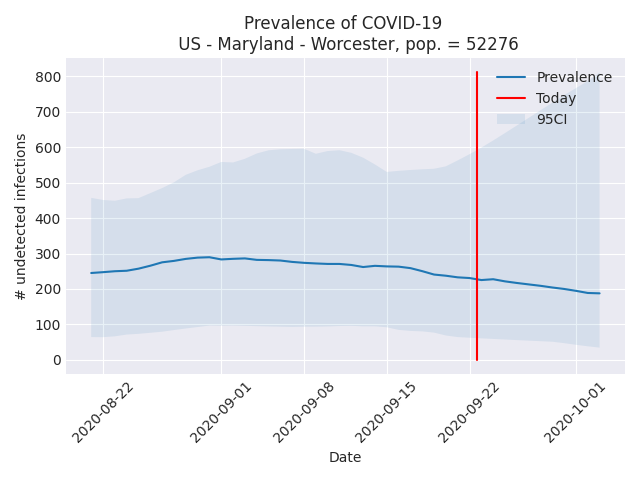 Prevalence of COVID-19
US - Maryland - Worcester, pop. = 52276
800
700
600
500
400
300
200
100
0
# undetected infections
Prevalence
Today
95CI
2020-08-22
2020-09-01
2020-09-08
2020-09-15
2020-09-22
2020-10-01
Date